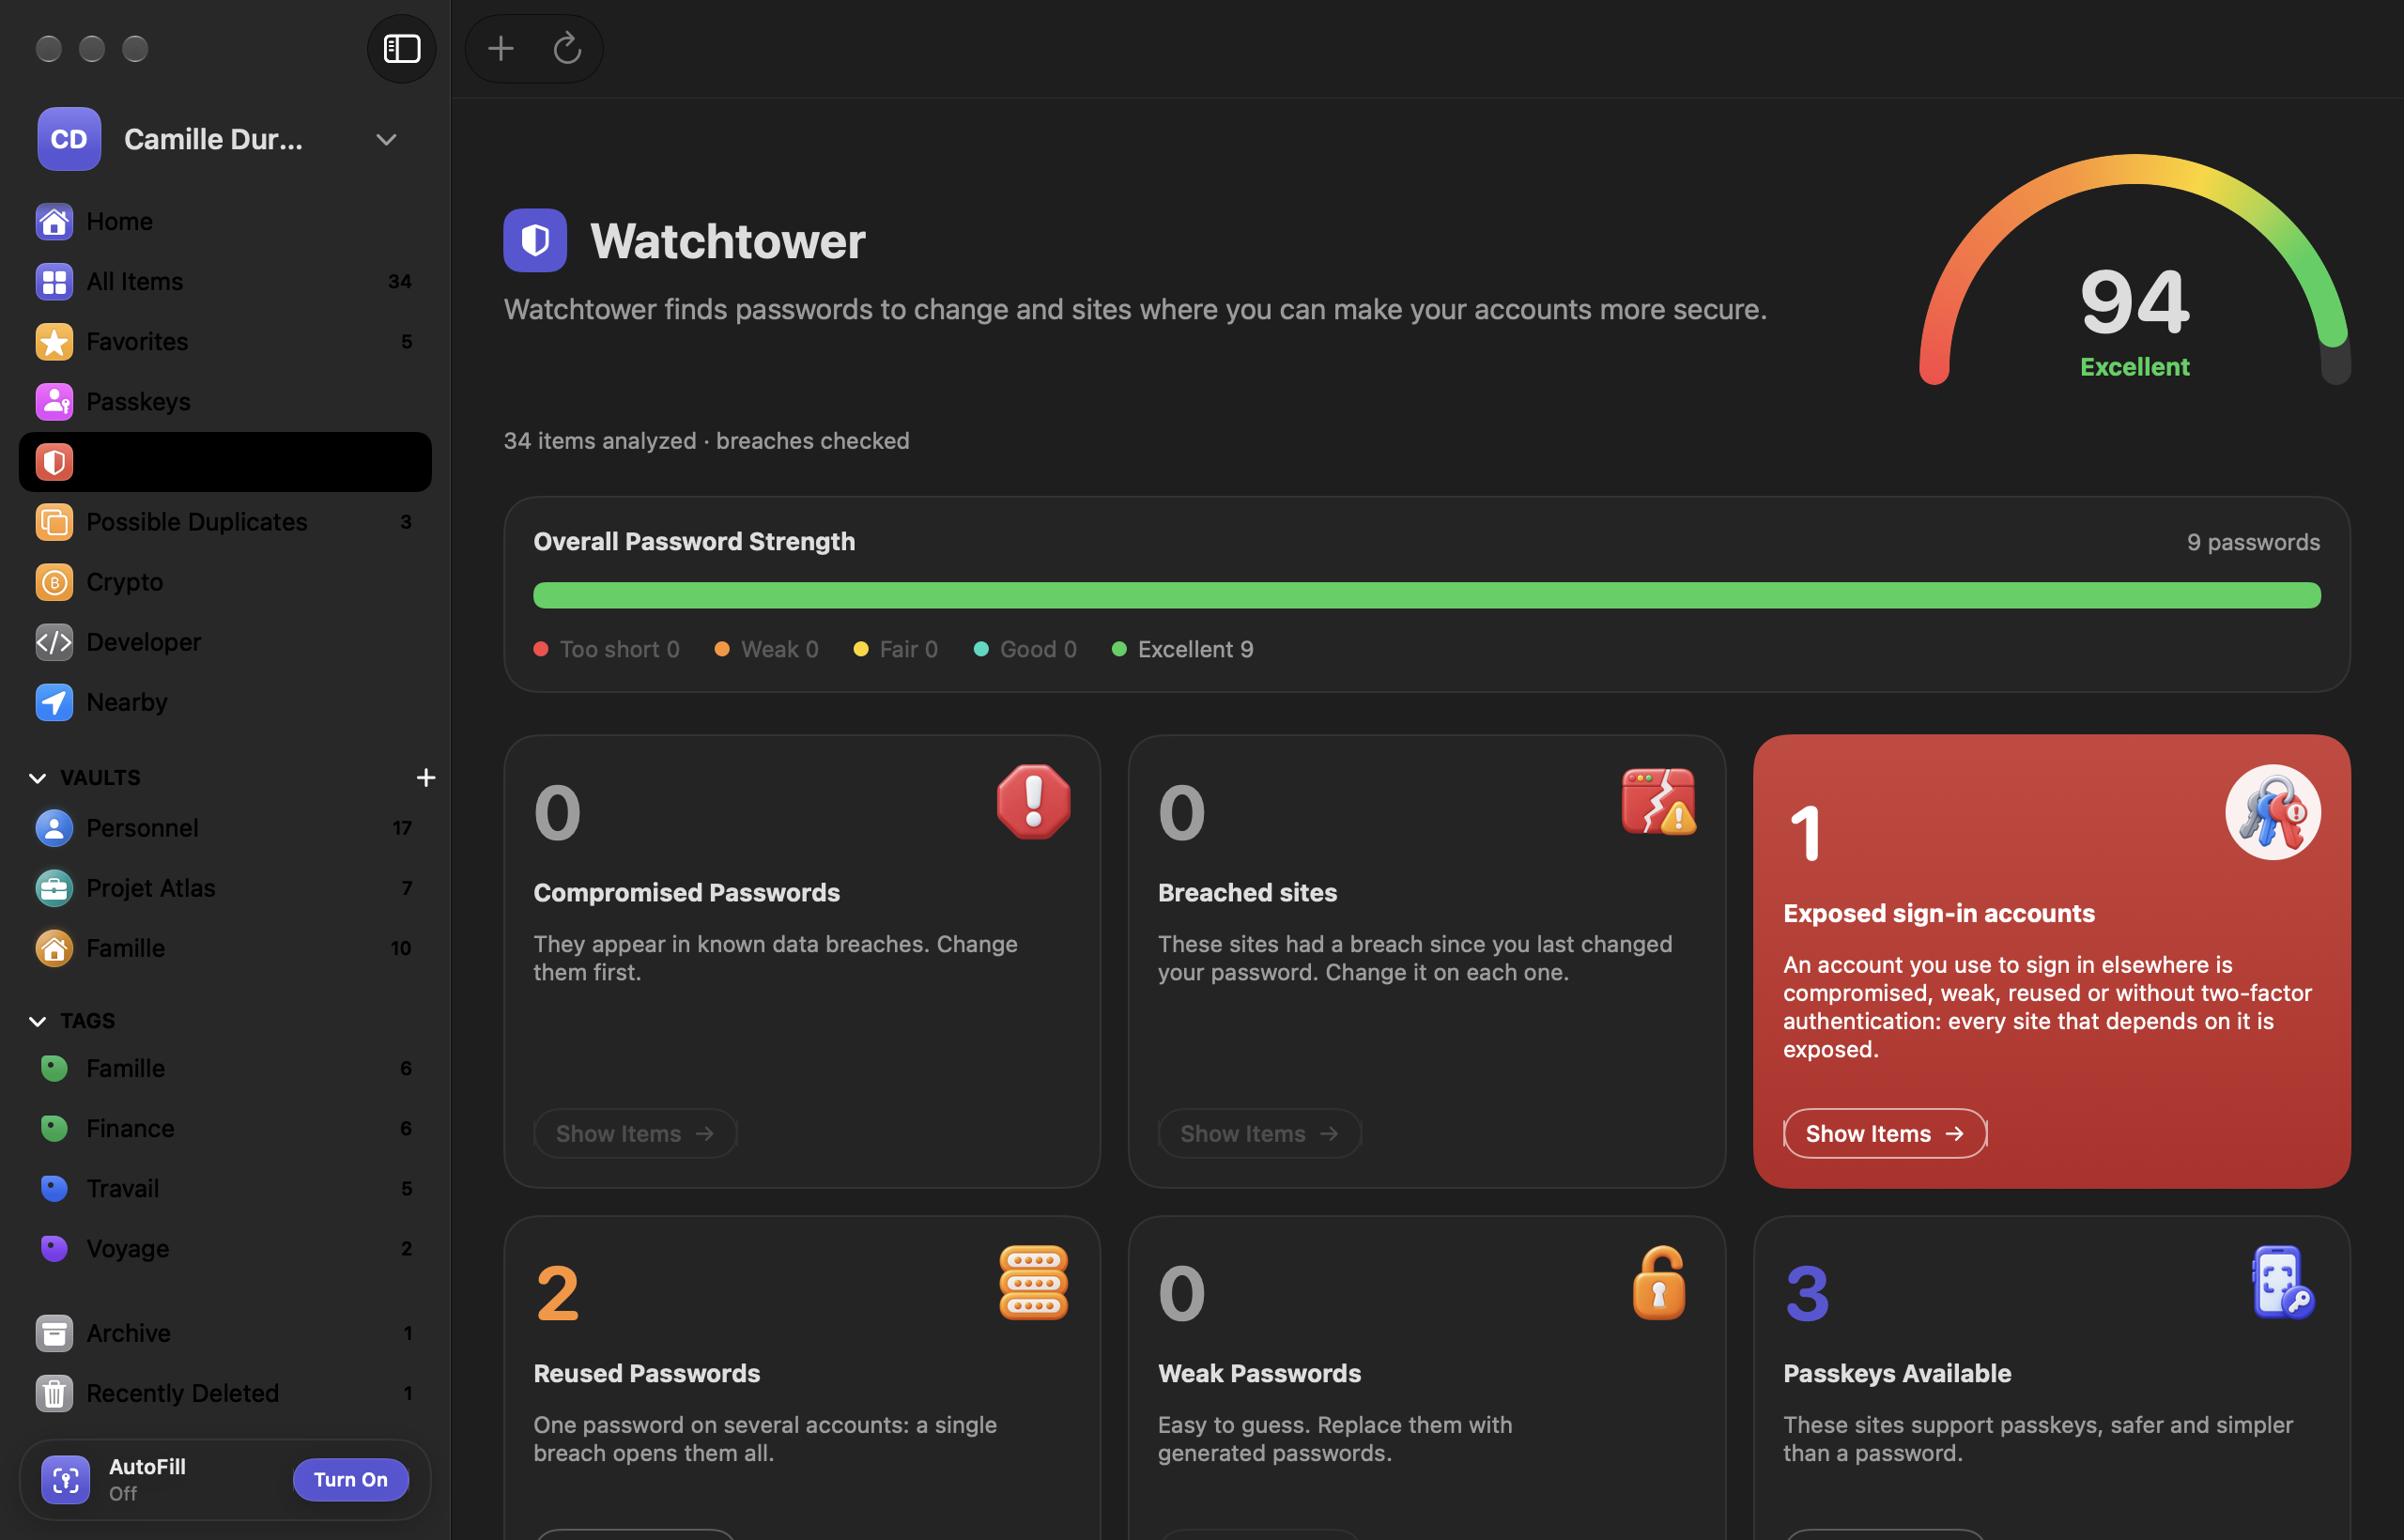 CD
Camille Dur...
Home
All Items 34
Favorites 5
Passkeys
Possible Duplicates 3
Crypto
Developer
Nearby
VAULTS
Personnel 17
Projet Atlas 7
Famille 10
TAGS
Famille 6
Finance 6
Travail 5
Voyage 2
Archive 1
Recently Deleted 1
AutoFill
Off
Turn On
Watchtower
Watchtower finds passwords to change and sites where you can make your accounts more secure.
94
Excellent
34 items analyzed · breaches checked
Overall Password Strength
9 passwords
Too short 0
Weak 0
Fair 0
Good 0
Excellent 9
0
Compromised Passwords
They appear in known data breaches. Change
them first.
Show Items →
0
Breached sites
These sites had a breach since you last changed
your password. Change it on each one.
Show Items →
1
Exposed sign-in accounts
An account you use to sign in elsewhere is
compromised, weak, reused or without two-factor
authentication: every site that depends on it is
exposed.
Show Items →
2
Reused Passwords
One password on several accounts: a single
breach opens them all.
0
Weak Passwords
Easy to guess. Replace them with
generated passwords.
3
Passkeys Available
These sites support passkeys, safer and simpler
than a password.